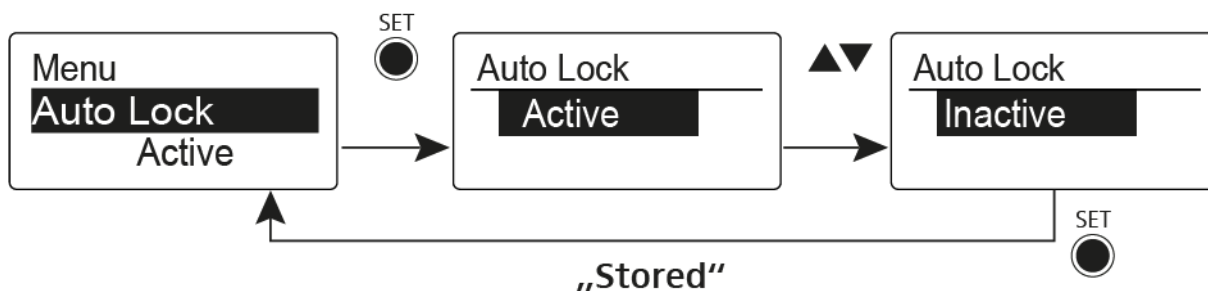 SET
Menu
Auto Lock
Active
Auto Lock
Active
Auto Lock
Inactive
SET
„Stored“